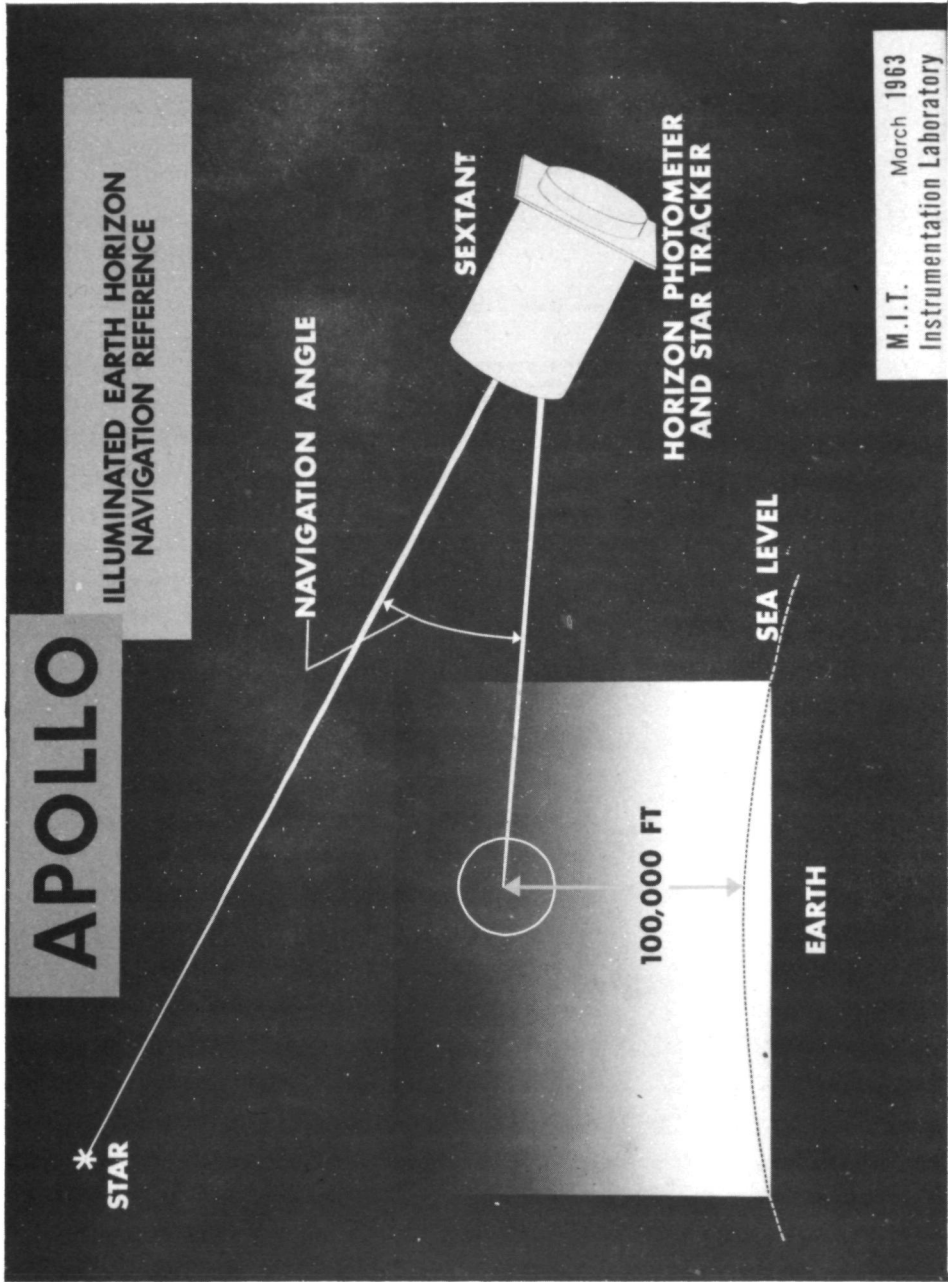 APOLLO
ILLUMINATED EARTH HORIZON
NAVIGATION REFERENCE
STAR
NAVIGATION ANGLE
SEXTANT
HORIZON PHOTOMETER
AND STAR TRACKER
100,000 FT
SEA LEVEL
EARTH
M.I.T. March 1963
Instrumentation Laboratory